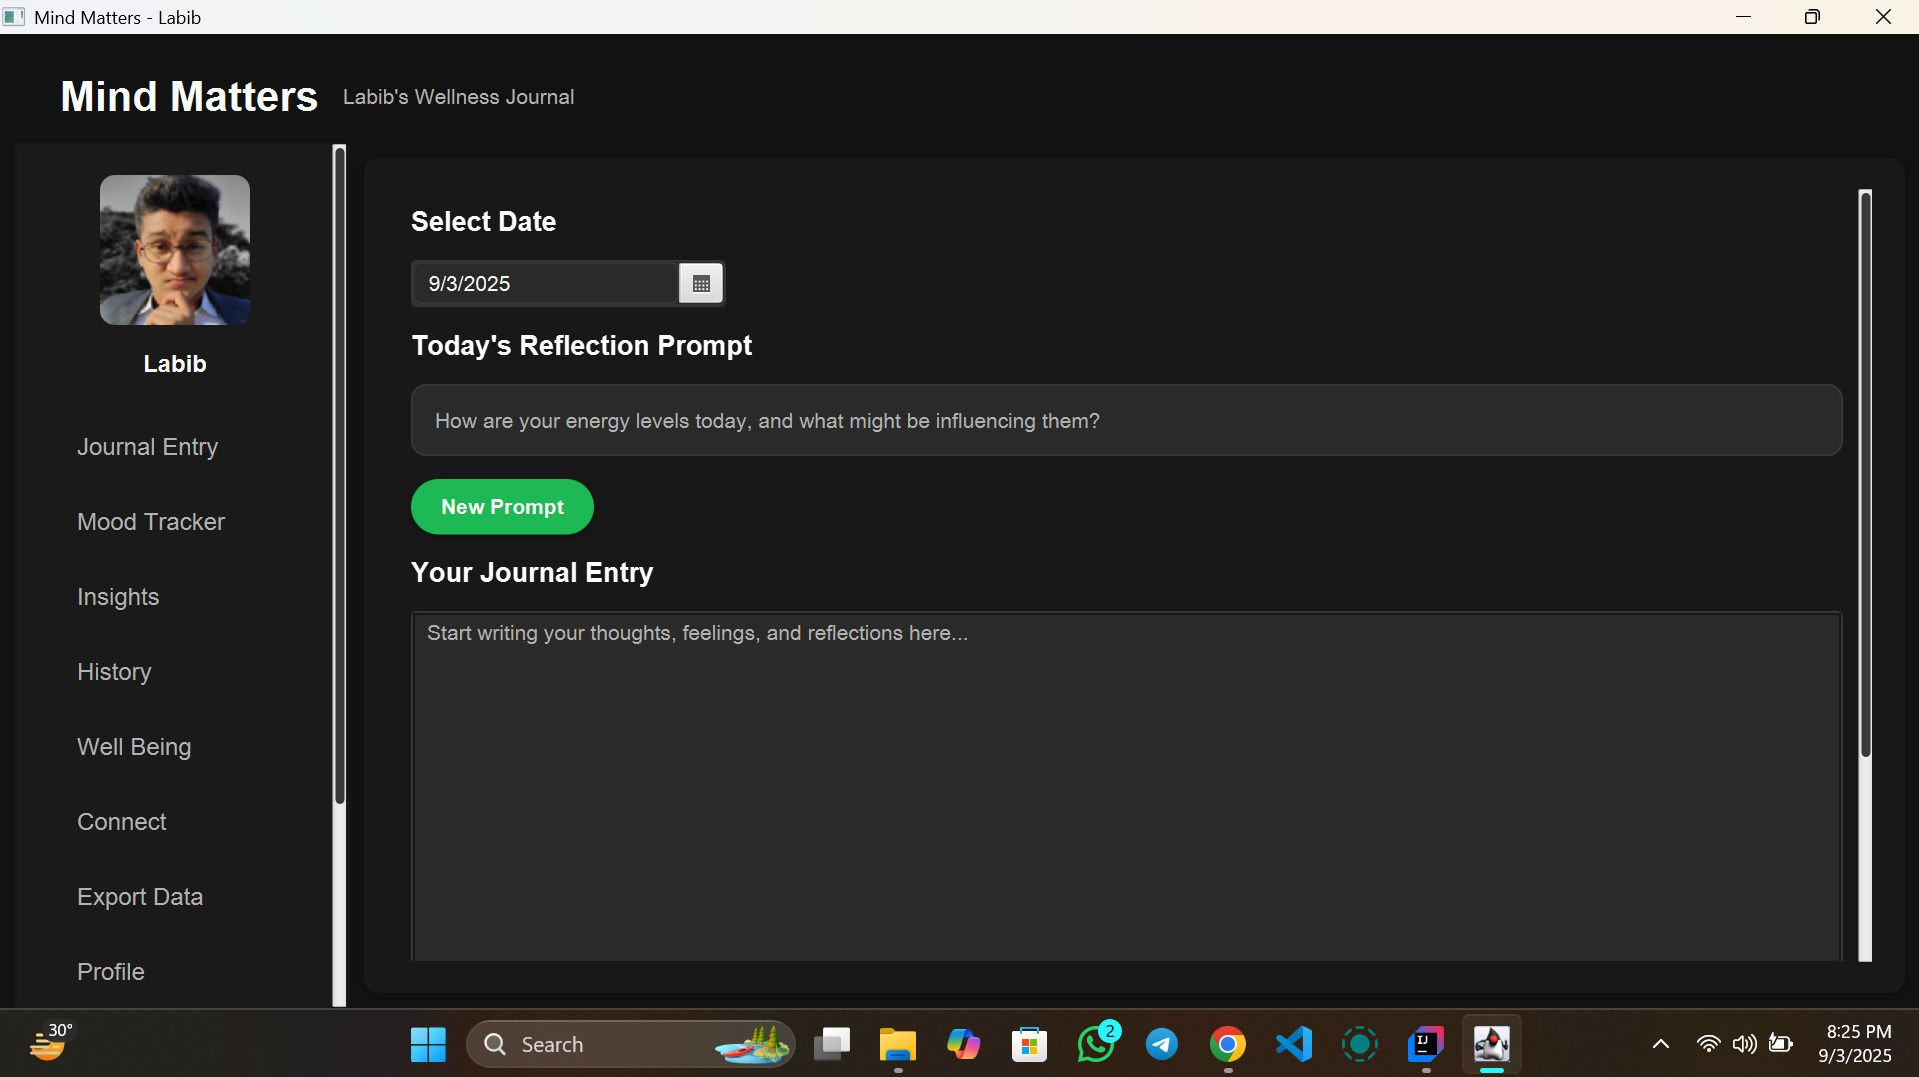 Mind Matters - Labib
Mind Matters
Labib's Wellness Journal
Labib
Journal Entry
Mood Tracker
Insights
History
Well Being
Connect
Export Data
Profile
Select Date
9/3/2025
Today's Reflection Prompt
How are your energy levels today, and what might be influencing them?
New Prompt
Your Journal Entry
Start writing your thoughts, feelings, and reflections here...
30°
Search
2
IJ
8:25 PM
9/3/2025